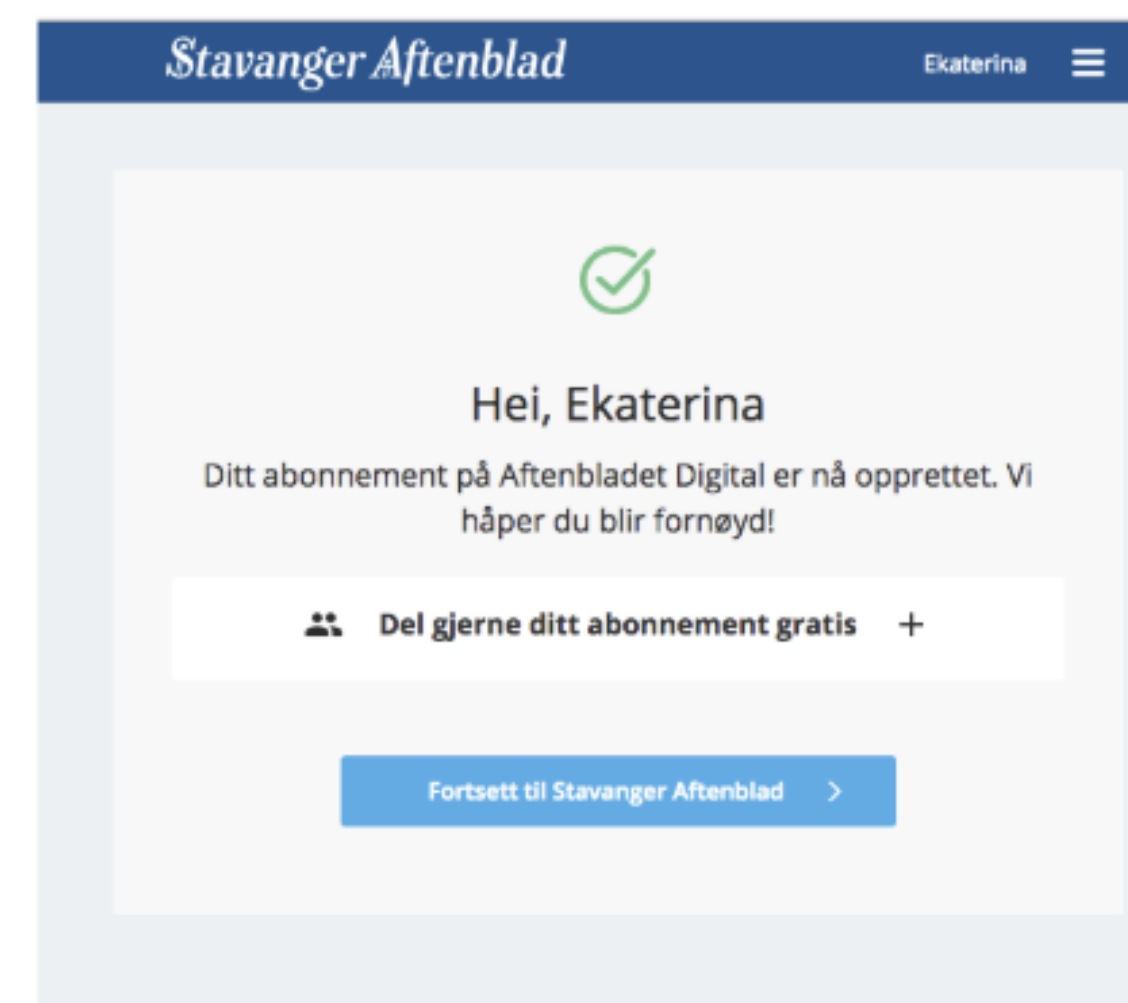 Stavanger Aftenblad
Ekaterina
Hei, Ekaterina
Ditt abonnement på Aftenbladet Digital er nå opprettet. Vi
håper du blir fornøyd!
Del gjerne ditt abonnement gratis +
Fortsett til Stavanger Aftenblad